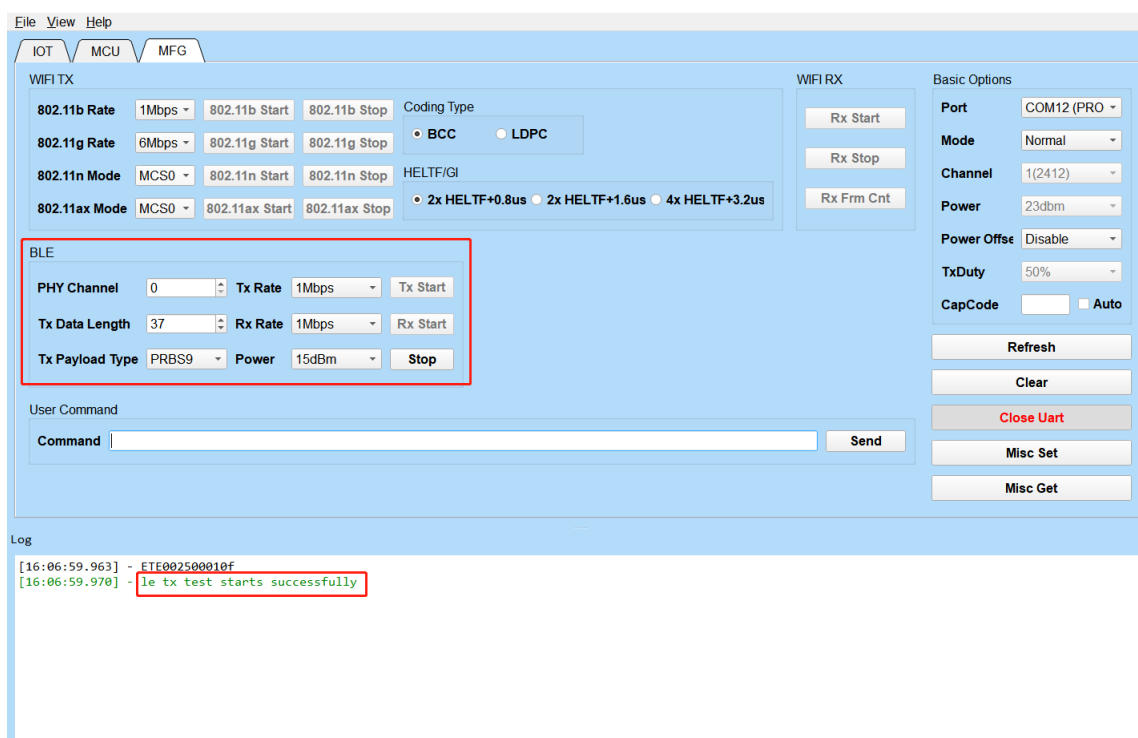 File View Help
IOT MCU MFG
WIFI TX
802.11b Rate 1Mbps 802.11b Start 802.11b Stop
802.11g Rate 6Mbps 802.11g Start 802.11g Stop
802.11n Mode MCS0 802.11n Start 802.11n Stop
802.11ax Mode MCS0 802.11ax Start 802.11ax Stop
Coding Type
BCC LDPC
HELTF/GI
2x HELTF+0.8us 2x HELTF+1.6us 4x HELTF+3.2us
WIFI RX
Rx Start
Rx Stop
Rx Frm Cnt
Basic Options
Port COM12 (PRO
Mode Normal
Channel 1(2412)
Power 23dbm
Power Offse Disable
TxDuty 50%
CapCode Auto
Refresh
Clear
Close Uart
Misc Set
Misc Get
BLE
PHY Channel 0 Tx Rate 1Mbps Tx Start
Tx Data Length 37 Rx Rate 1Mbps Rx Start
Tx Payload Type PRBS9 Power 15dBm Stop
User Command
Command Send
Log
[16:06:59.963] - ETE002500010f
[16:06:59.970] - le tx test starts successfully